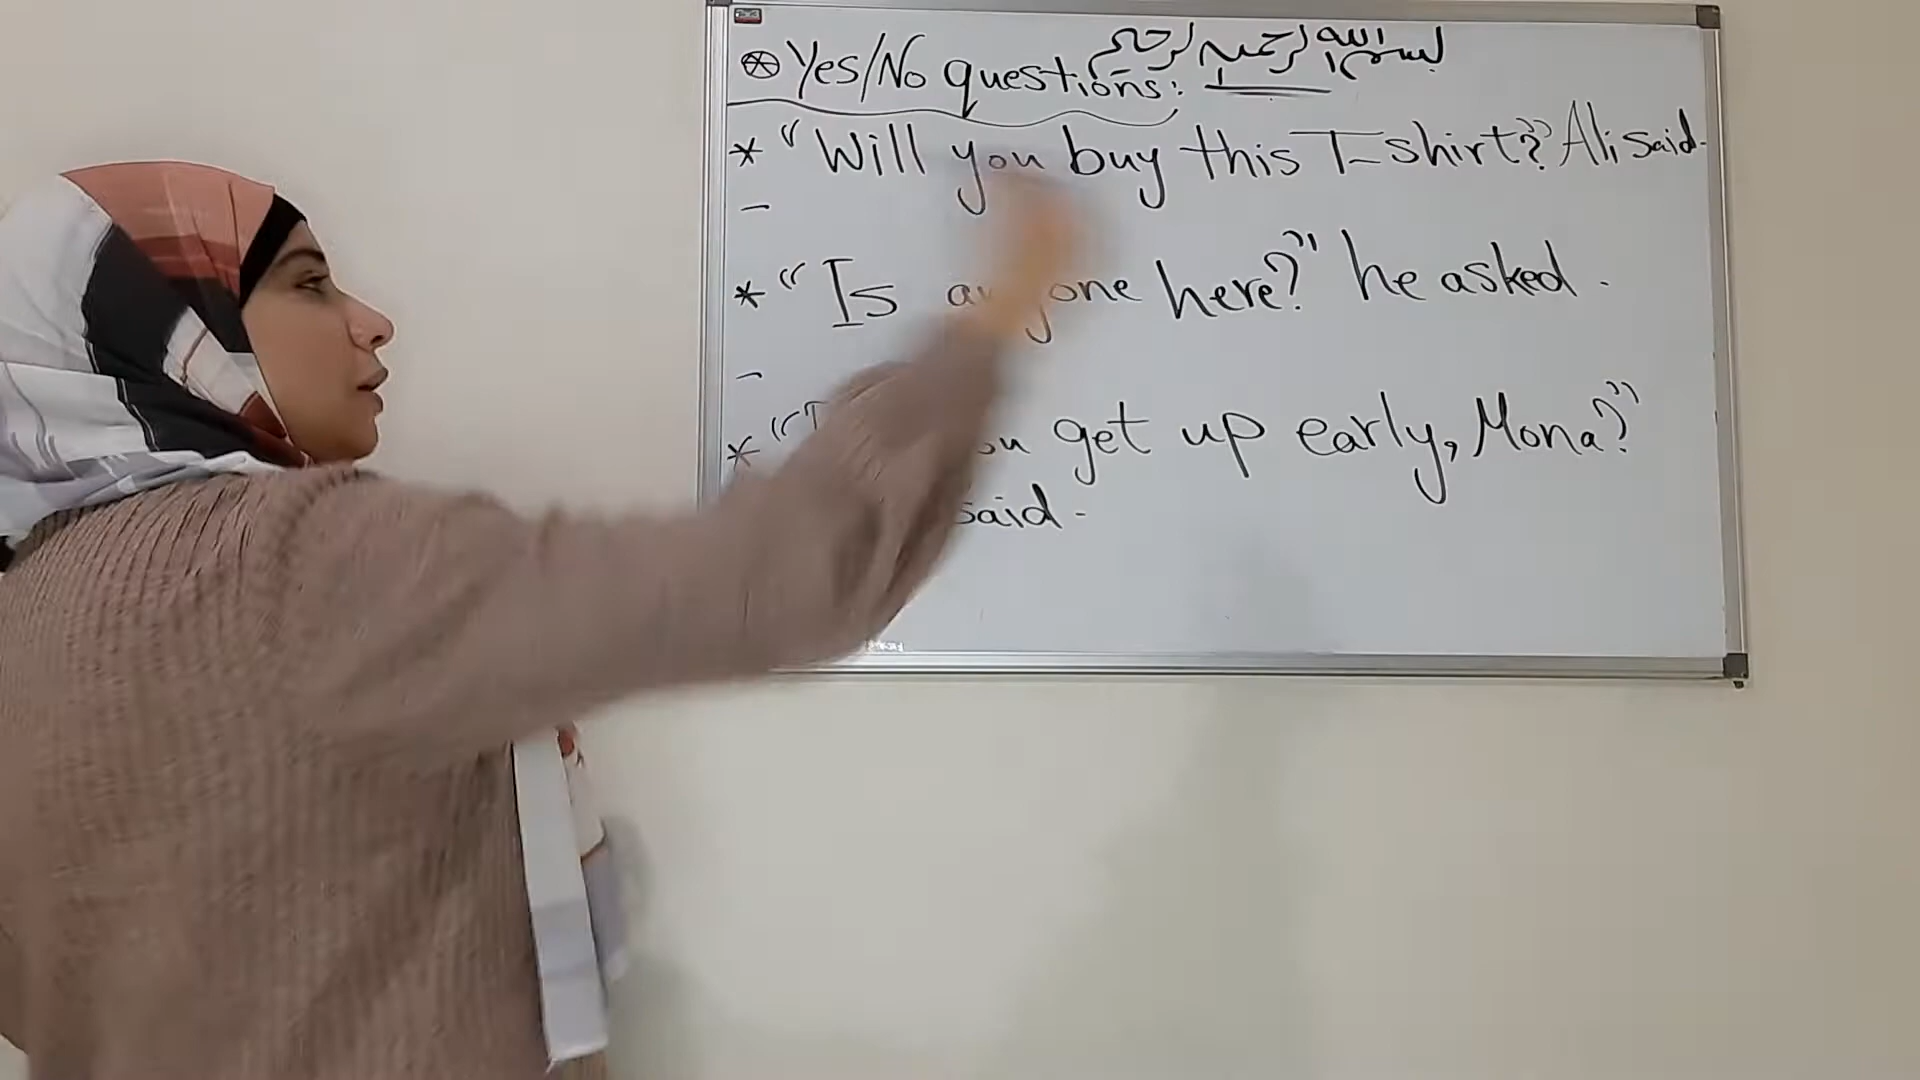 Yes/No questions: بسم الله الرحمن الرحيم
* "Will you buy this T-shirt?" Ali said.
-
* "Is anyone here?" he asked.
-
* " get up early, Mona?"
said.